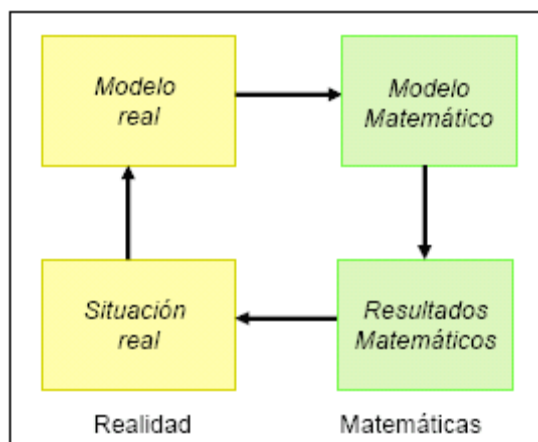 Modelo
real
Modelo
Matemático
Situación
real
Resultados
Matemáticos
Realidad
Matemáticas